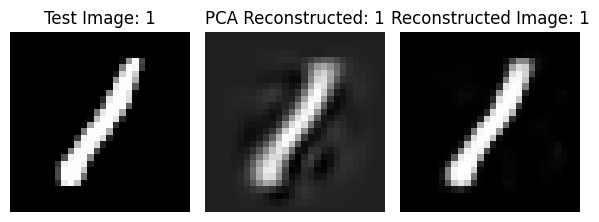 Test Image: 1
PCA Reconstructed: 1
Reconstructed Image: 1